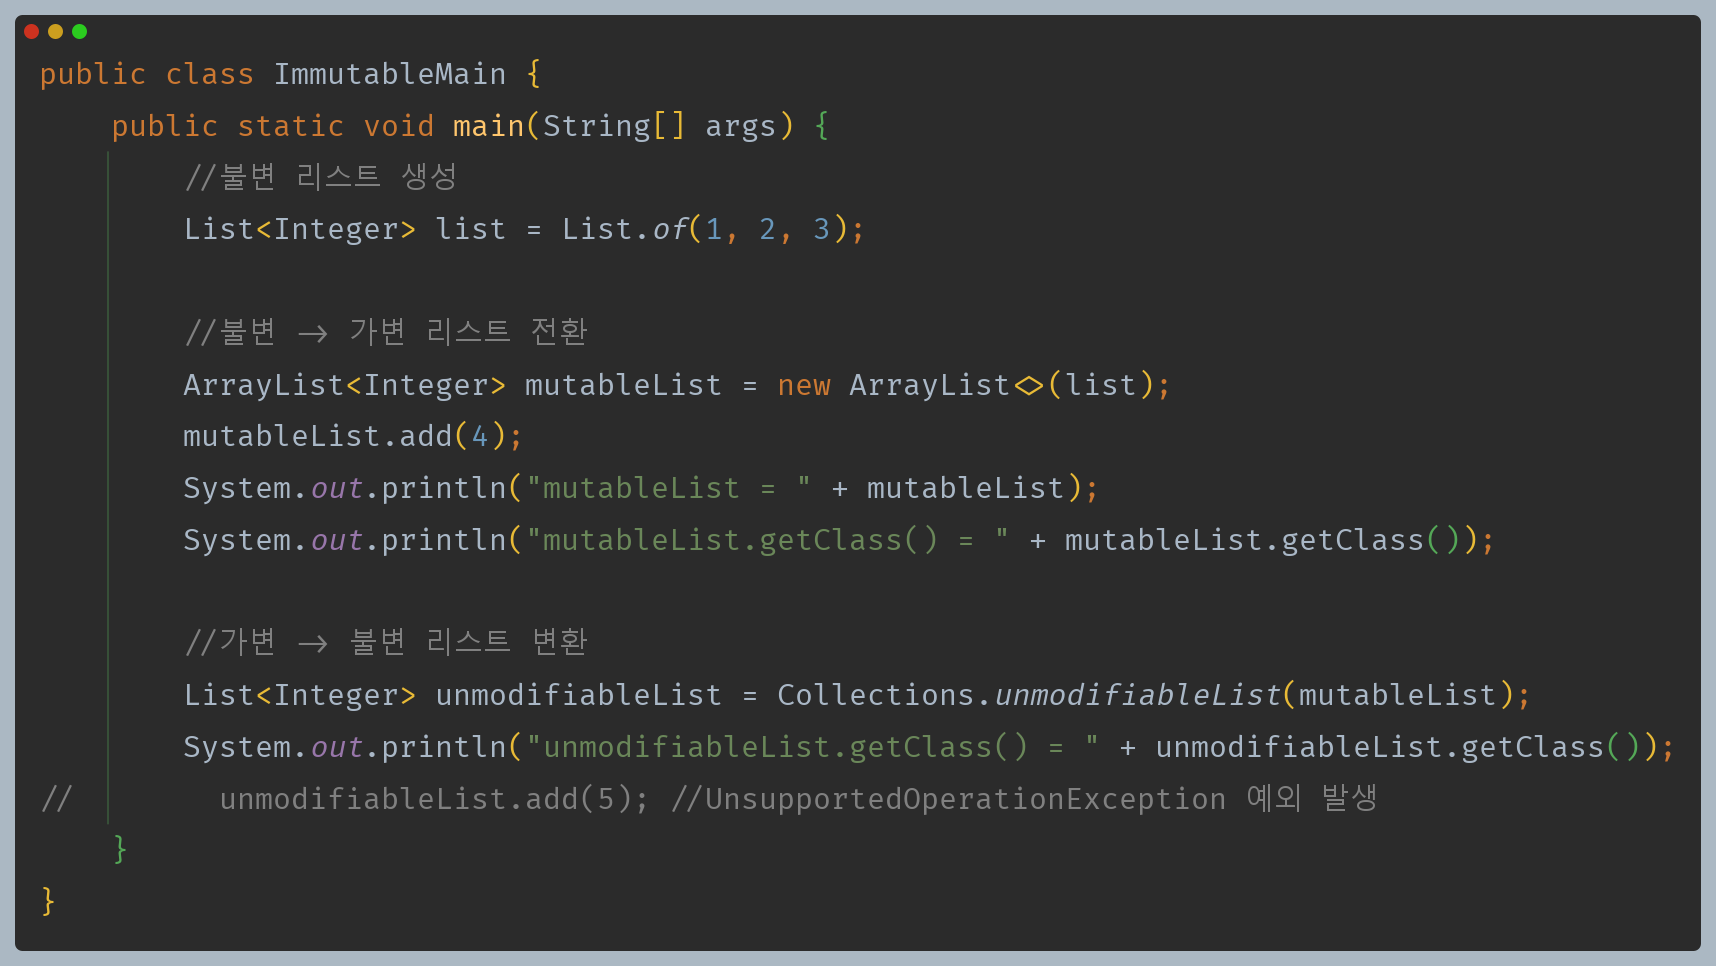 public class ImmutableMain {
    public static void main(String[] args) {
        //불변 리스트 생성
        List<Integer> list = List.of(1, 2, 3);

        //불변 -> 가변 리스트 전환
        ArrayList<Integer> mutableList = new ArrayList<>(list);
        mutableList.add(4);
        System.out.println("mutableList = " + mutableList);
        System.out.println("mutableList.getClass() = " + mutableList.getClass());

        //가변 -> 불변 리스트 변환
        List<Integer> unmodifiableList = Collections.unmodifiableList(mutableList);
        System.out.println("unmodifiableList.getClass() = " + unmodifiableList.getClass());
//        unmodifiableList.add(5); //UnsupportedOperationException 예외 발생
    }
}